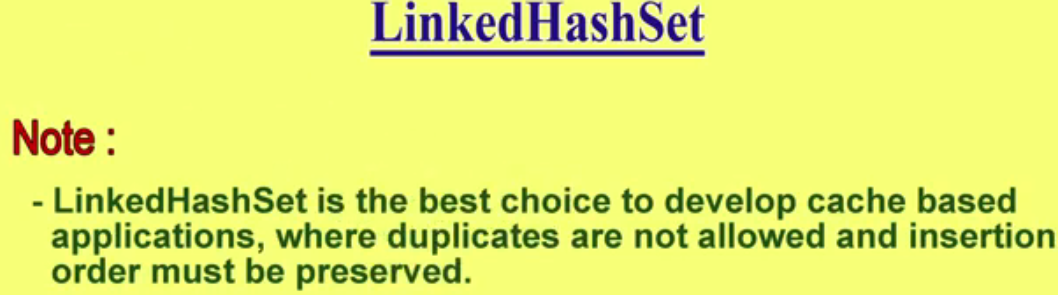 LinkedHashSet
Note :
- LinkedHashSet is the best choice to develop cache based
applications, where duplicates are not allowed and insertion
order must be preserved.